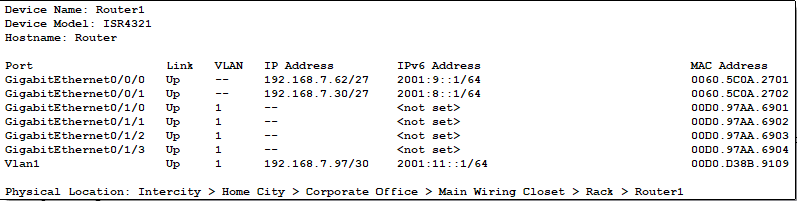 Device Name: Router1
Device Model: ISR4321
Hostname: Router
Port Link VLAN IP Address IPv6 Address MAC Address
GigabitEthernet0/0/0 Up -- 192.168.7.62/27 2001:9::1/64 0060.5C0A.2701
GigabitEthernet0/0/1 Up -- 192.168.7.30/27 2001:8::1/64 0060.5C0A.2702
GigabitEthernet0/1/0 Up 1 -- <not set> 00D0.97AA.6901
GigabitEthernet0/1/1 Up 1 -- <not set> 00D0.97AA.6902
GigabitEthernet0/1/2 Up 1 -- <not set> 00D0.97AA.6903
GigabitEthernet0/1/3 Up 1 -- <not set> 00D0.97AA.6904
Vlan1 Up 1 192.168.7.97/30 2001:11::1/64 00D0.D38B.9109
Physical Location: Intercity > Home City > Corporate Office > Main Wiring Closet > Rack > Router1